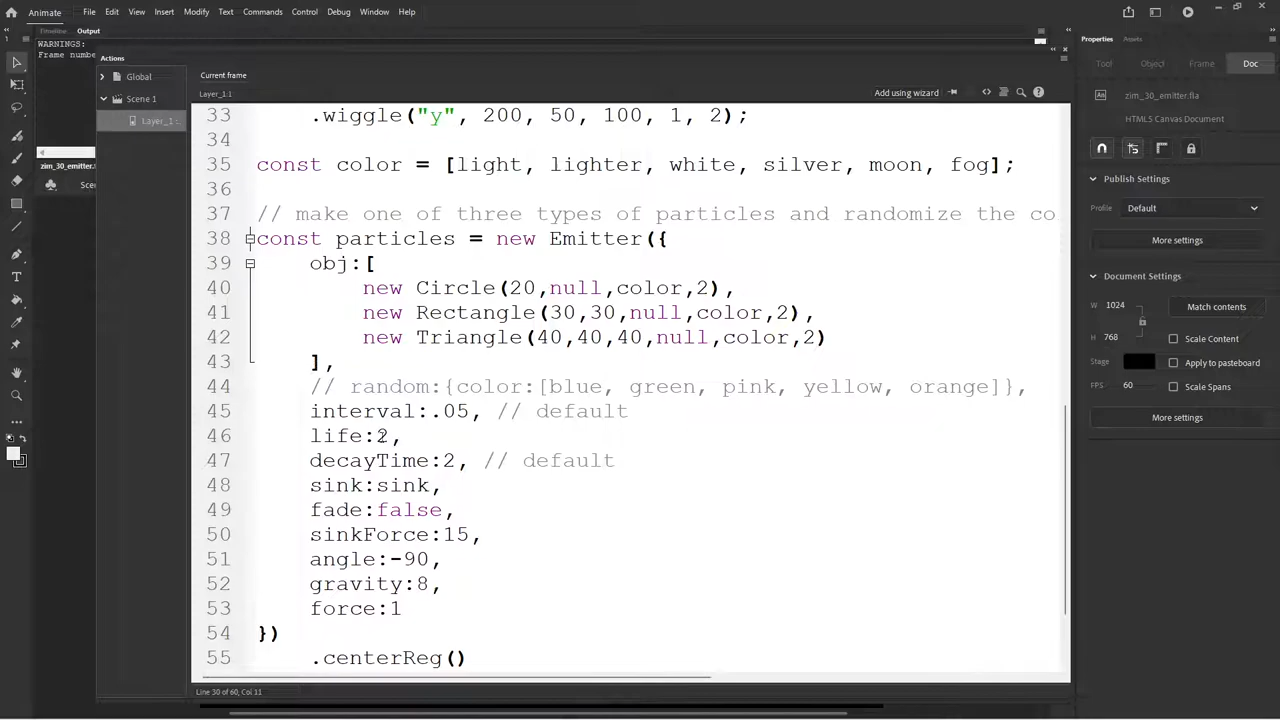 Animate File Edit View Insert Modify Text Commands Control Debug Window Help
Timeline Output
WARNINGS:
Frame numbe
zim_30_emitter.
Scen
Actions
Global
Scene 1
Layer_1:
Current frame
Layer_1:1
Add using wizard
33 .wiggle("y", 200, 50, 100, 1, 2);
34
35 const color = [light, lighter, white, silver, moon, fog];
36
37 // make one of three types of particles and randomize the co
38 const particles = new Emitter({
39 obj:[
40 new Circle(20,null,color,2),
41 new Rectangle(30,30,null,color,2),
42 new Triangle(40,40,40,null,color,2)
43 ],
44 // random:{color:[blue, green, pink, yellow, orange]},
45 interval:.05, // default
46 life:2,
47 decayTime:2, // default
48 sink:sink,
49 fade:false,
50 sinkForce:15,
51 angle:-90,
52 gravity:8,
53 force:1
54 })
55 .centerReg()
Line 30 of 60, Col 11
Properties Assets
Tool Object Frame Doc
zim_30_emitter.fla
HTML5 Canvas Document
Publish Settings
Profile Default
More settings
Document Settings
W 1024 Match contents
H 768 Scale Content
Stage Apply to pasteboard
FPS 60 Scale Spans
More settings